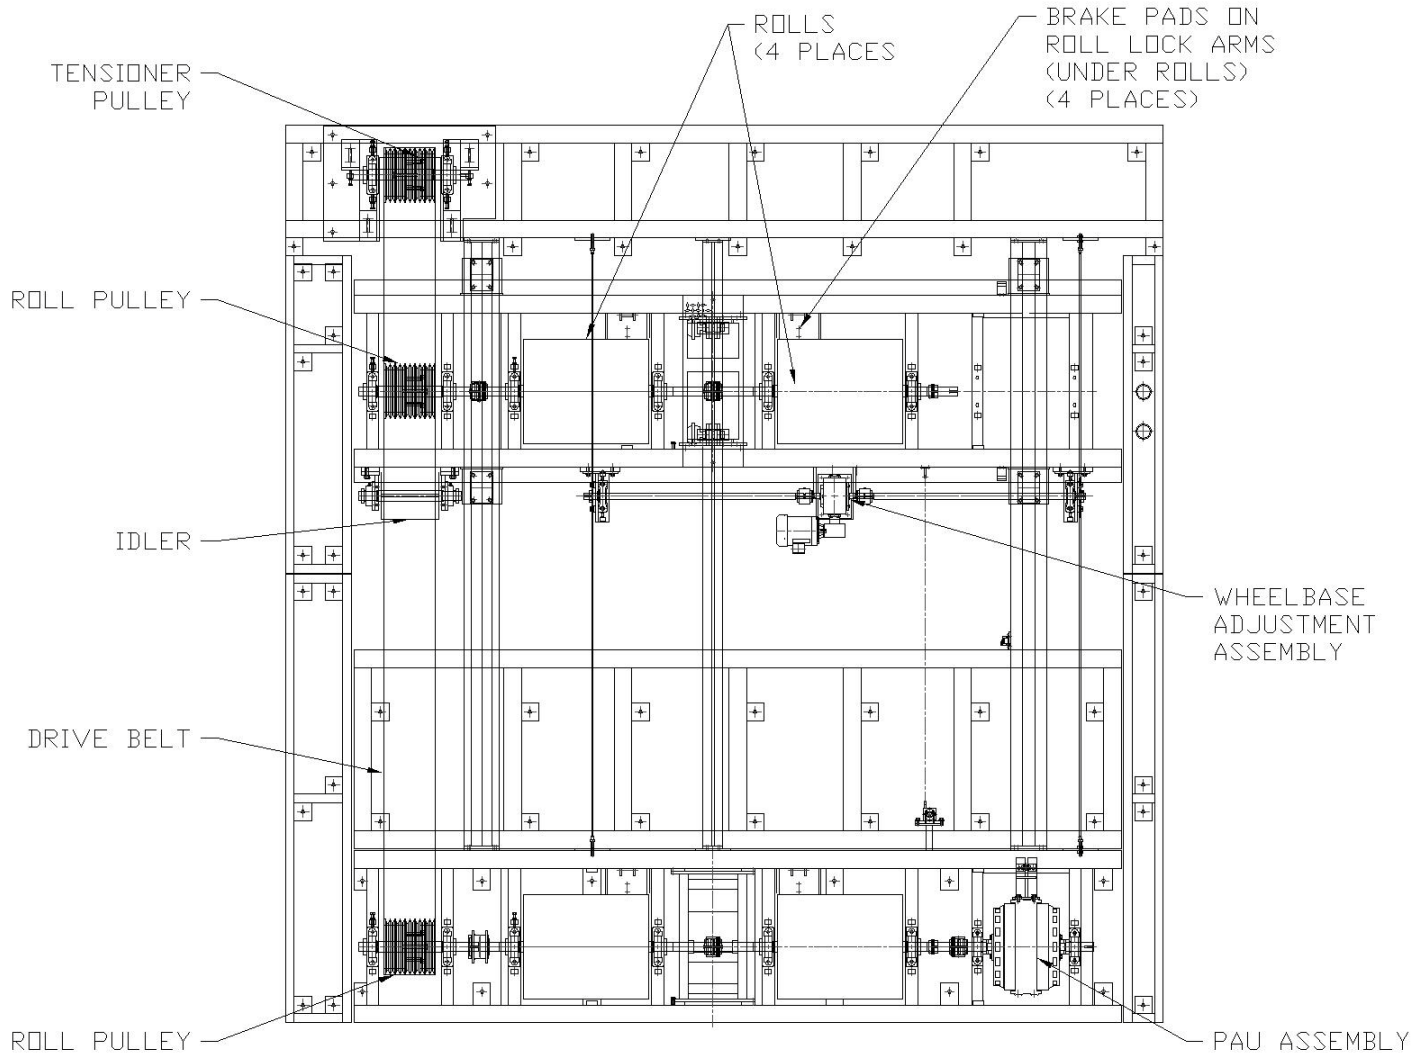 ROLLS
(4 PLACES
BRAKE PADS ON
ROLL LOCK ARMS
(UNDER ROLLS)
(4 PLACES)
TENSIONER
PULLEY
ROLL PULLEY
IDLER
WHEELBASE
ADJUSTMENT
ASSEMBLY
DRIVE BELT
ROLL PULLEY
PAU ASSEMBLY